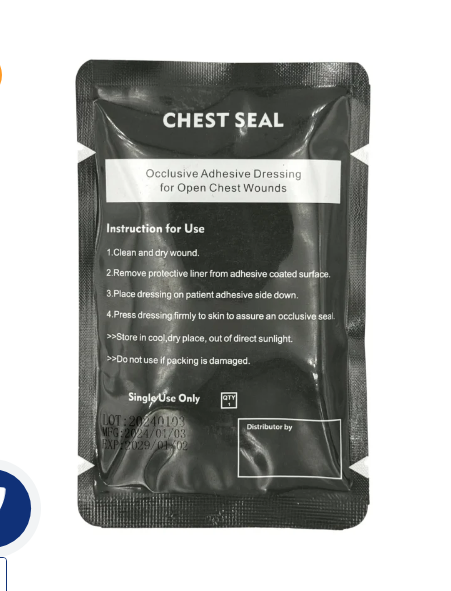 CHEST SEAL
Occlusive Adhesive Dressing
for Open Chest Wounds
Instruction for Use
1.Clean and dry wound.
2.Remove protective liner from adhesive coated surface.
3.Place dressing on patient adhesive side down.
4.Press dressing firmly to skin to assure an occlusive seal.
>>Store in cool,dry place, out of direct sunlight.
>>Do not use if packing is damaged.
Single Use Only
QTY
1
LOT:20240103
MFG:2024/01/03
EXP:2029/01/02
Distributor by